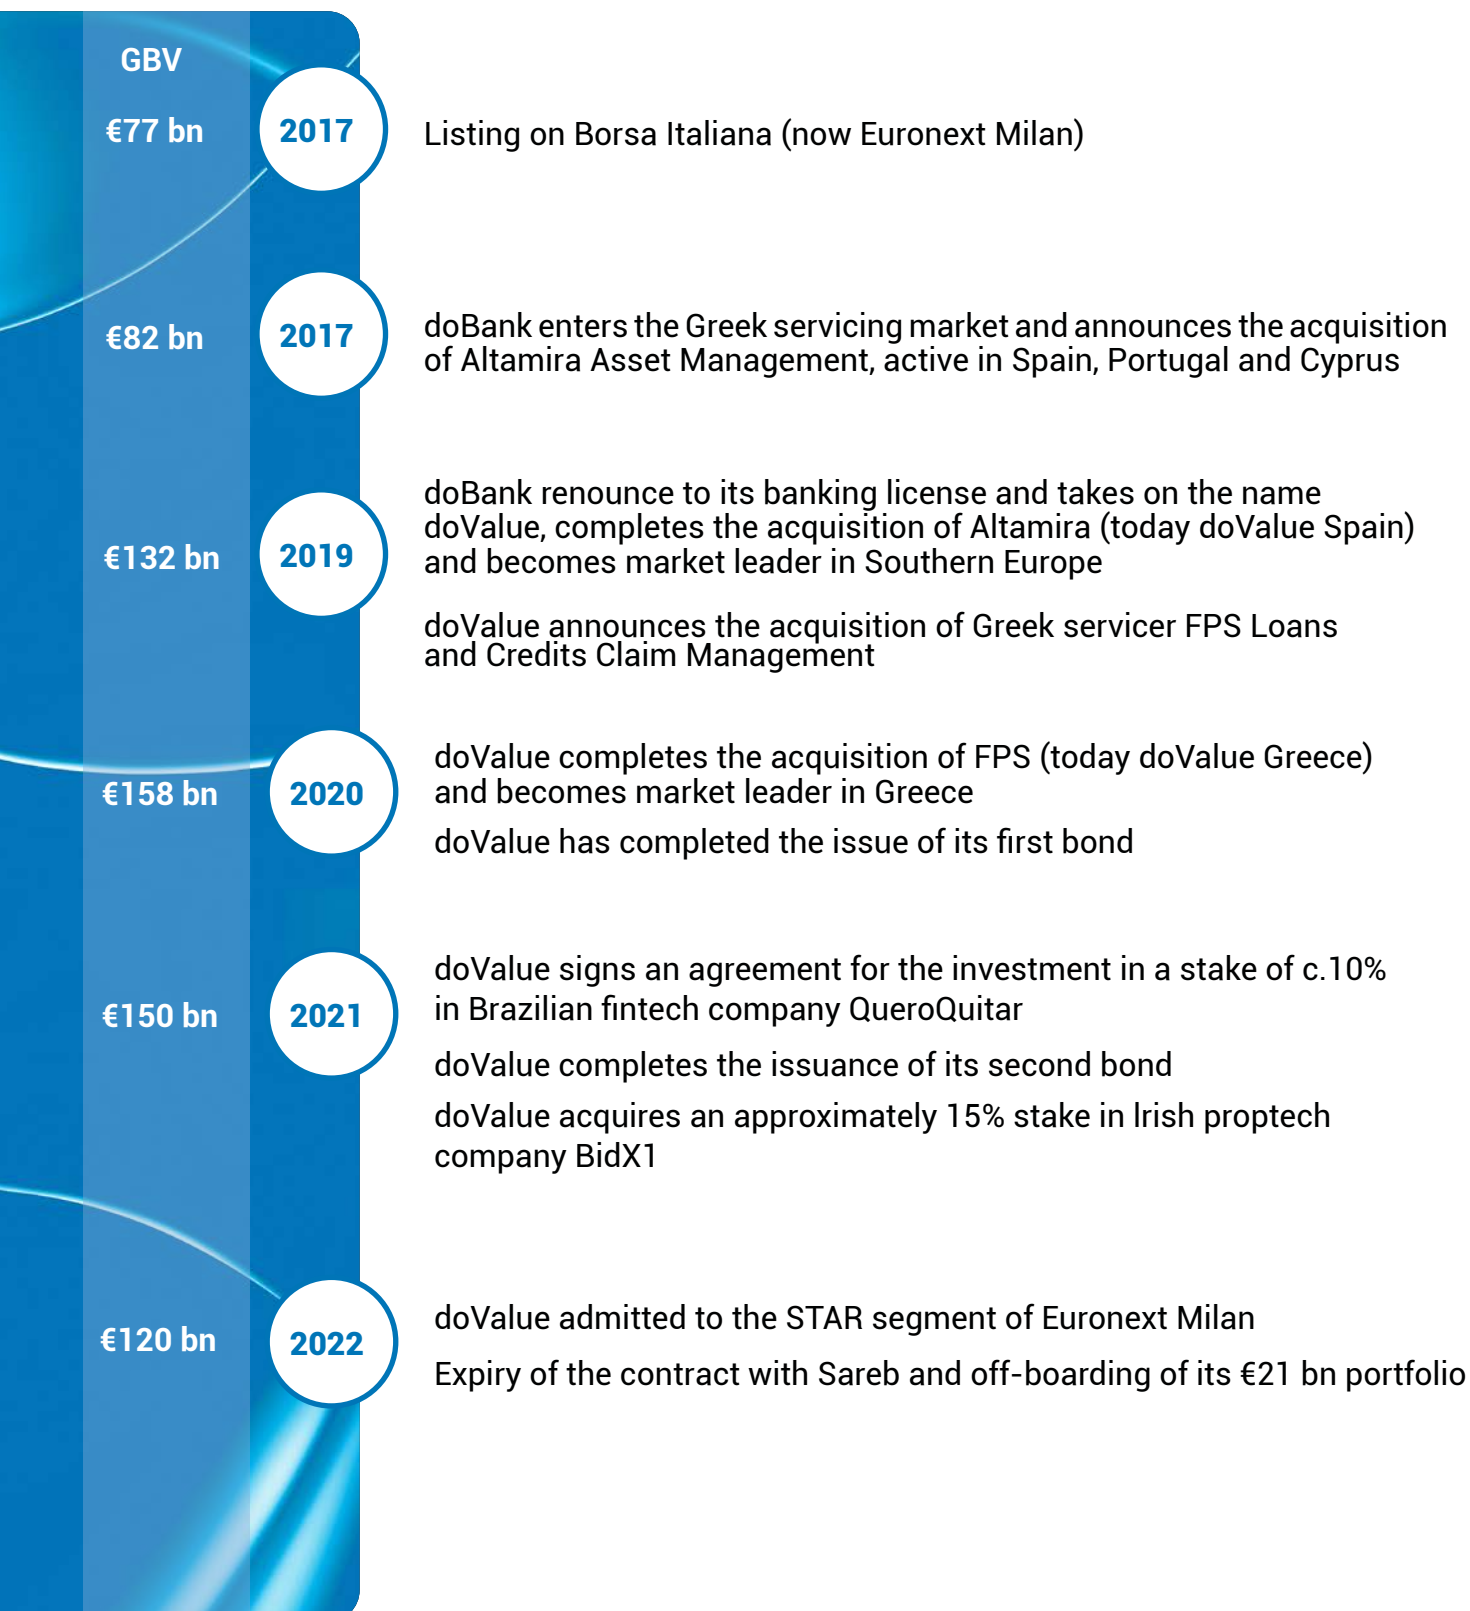 GBV
€77 bn
2017
Listing on Borsa Italiana (now Euronext Milan)
€82 bn
2017
doBank enters the Greek servicing market and announces the acquisition
of Altamira Asset Management, active in Spain, Portugal and Cyprus
€132 bn
2019
doBank renounce to its banking license and takes on the name
doValue, completes the acquisition of Altamira (today doValue Spain)
and becomes market leader in Southern Europe
doValue announces the acquisition of Greek servicer FPS Loans
and Credits Claim Management
€158 bn
2020
doValue completes the acquisition of FPS (today doValue Greece)
and becomes market leader in Greece
doValue has completed the issue of its first bond
€150 bn
2021
doValue signs an agreement for the investment in a stake of c.10%
in Brazilian fintech company QueroQuitar
doValue completes the issuance of its second bond
doValue acquires an approximately 15% stake in lrish proptech
company BidX1
€120 bn
2022
doValue admitted to the STAR segment of Euronext Milan
Expiry of the contract with Sareb and off-boarding of its €21 bn portfolio